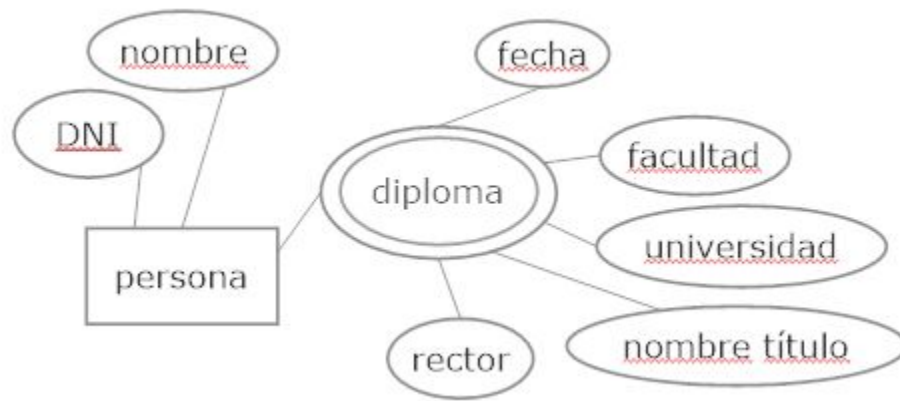 nombre
fecha
DNI
facultad
diploma
universidad
persona
nombre título
rector